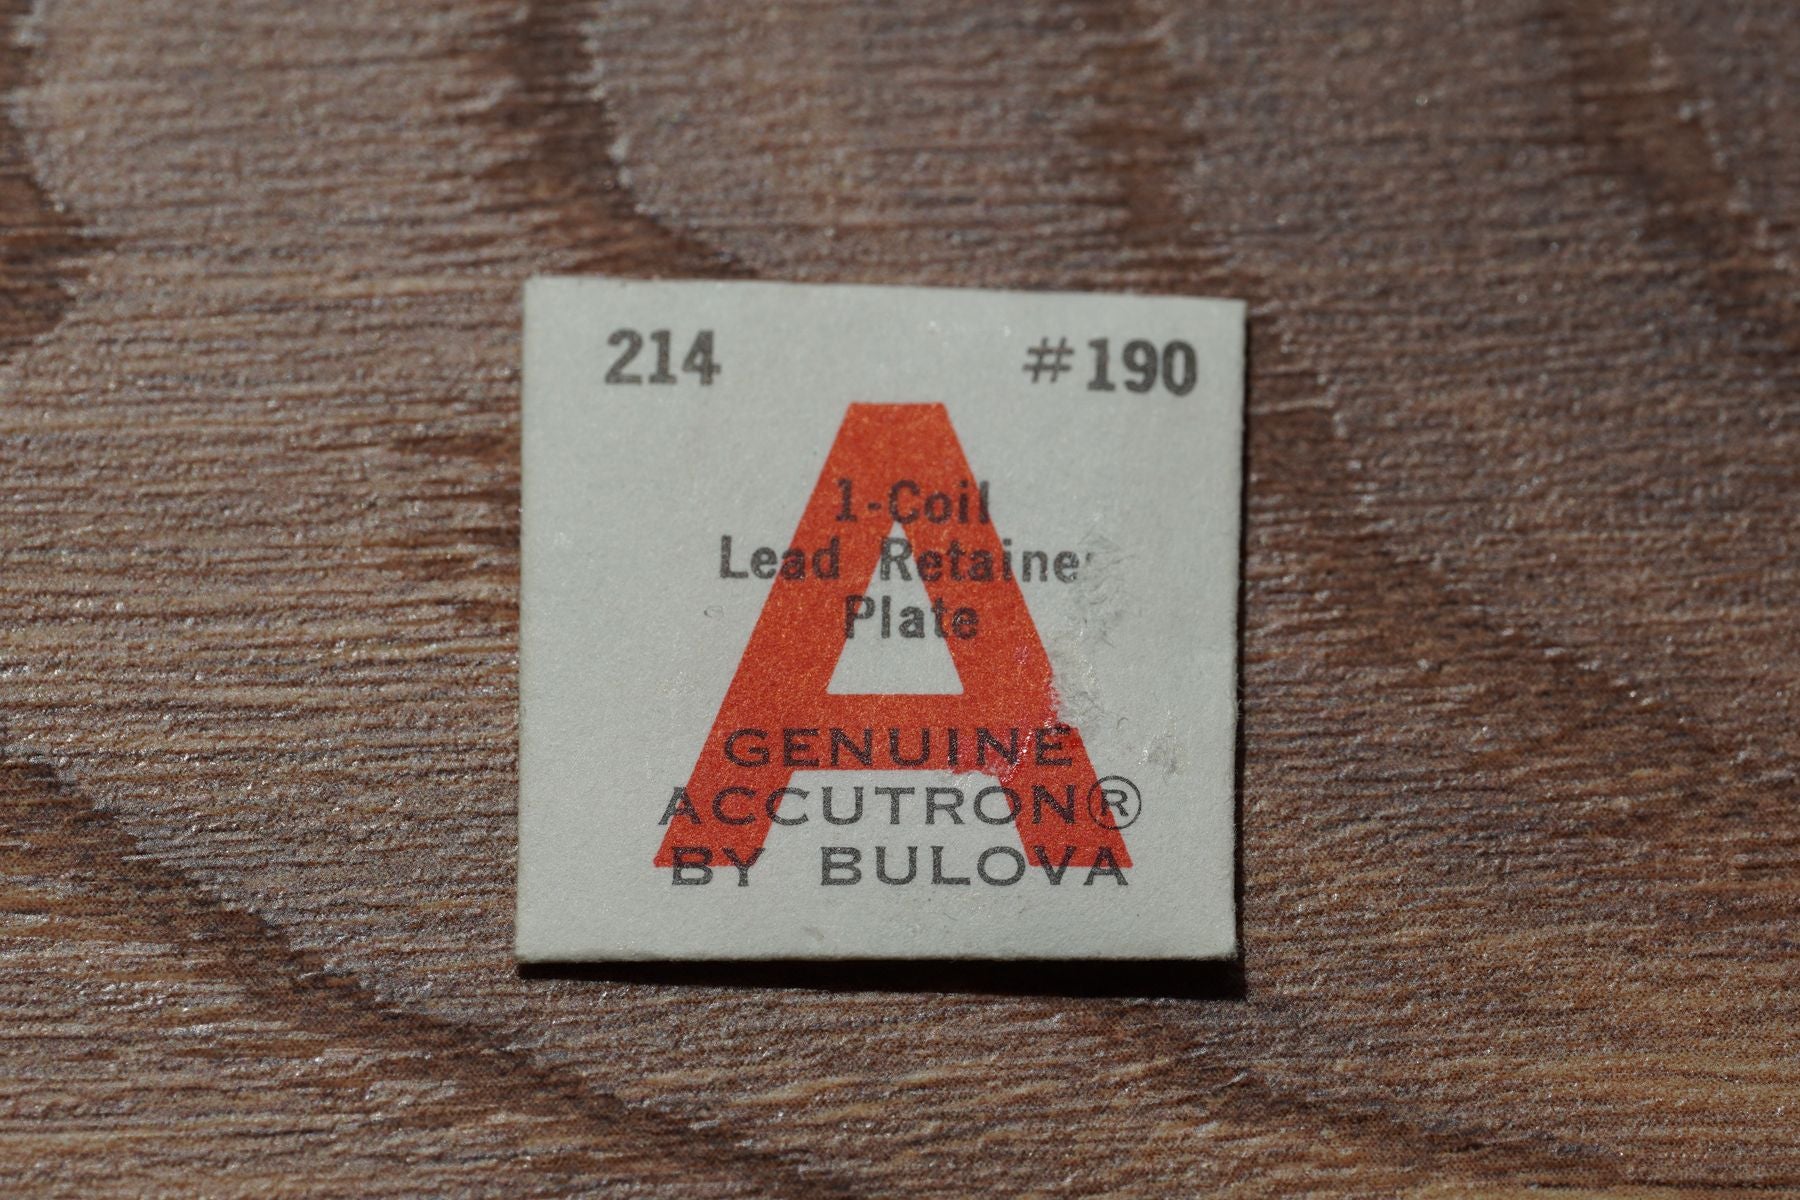 214 #190
1-Coil
Lead Retainer
Plate
GENUINE
ACCUTRON®
BY BULOVA